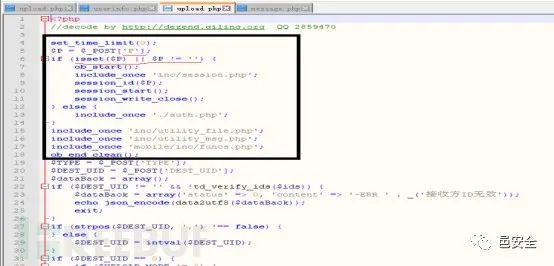 userinfo.php
upload.php
message.php
1 <?php
2 //decode by http://dezend.qiling.org QQ 2859470
3
4 set_time_limit(0);
5 $P = $_POST['P'];
6 if (isset($P) || $P != '') {
7 ob_start();
8 include_once 'inc/session.php';
9 session_id($P);
10 session_start();
11 session_write_close();
12 } else {
13 include_once './auth.php';
14 }
15 include_once 'inc/utility_file.php';
16 include_once 'inc/utility_msg.php';
17 include_once 'mobile/inc/funcs.php';
18 ob_end_clean();
19 $TYPE = $_POST['TYPE'];
20 $DEST_UID = $_POST['DEST_UID'];
21 $dataBack = array();
22 if ($DEST_UID != '' && !td_verify_ids($ids)) {
23 $dataBack = array('status' => 0, 'content' => '-ERR ' . _('接收方ID无效'));
24 echo json_encode(data2utf8($dataBack));
25 exit;
26 }
27 if (strpos($DEST_UID, ',') !== false) {
28 } else {
29 $DEST_UID = intval($DEST_UID);
30 }
31 if ($DEST_UID == 0) {
邑安全